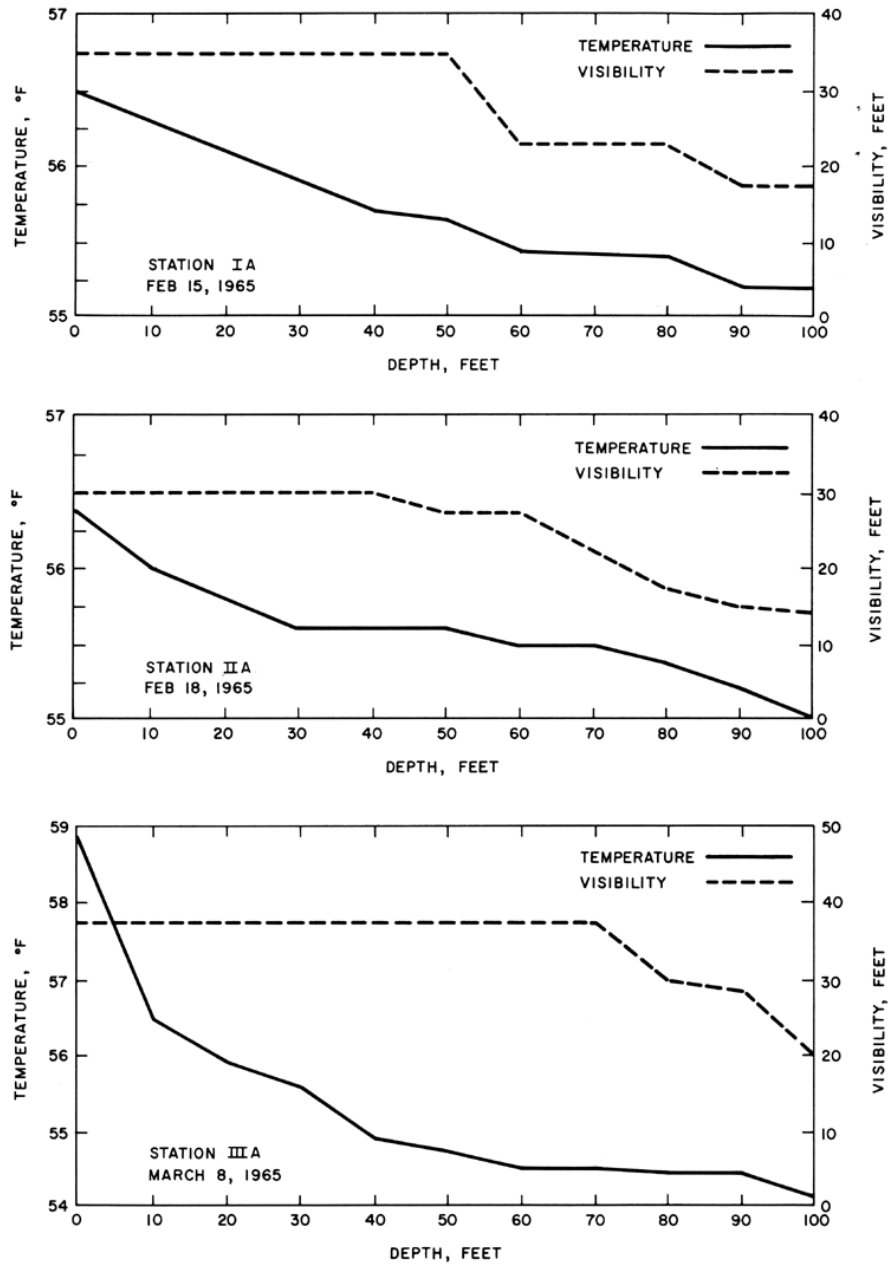 57
56
55
TEMPERATURE, °F
40
30
20
10
0
VISIBILITY, FEET
TEMPERATURE
VISIBILITY
STATION IA
FEB 15, 1965
0 10 20 30 40 50 60 70 80 90 100
DEPTH, FEET
57
56
55
TEMPERATURE, °F
40
30
20
10
0
VISIBILITY, FEET
TEMPERATURE
VISIBILITY
STATION IIA
FEB 18, 1965
0 10 20 30 40 50 60 70 80 90 100
DEPTH, FEET
59
58
57
56
55
54
TEMPERATURE, °F
50
40
30
20
10
0
VISIBILITY, FEET
TEMPERATURE
VISIBILITY
STATION IIIA
MARCH 8, 1965
0 10 20 30 40 50 60 70 80 90 100
DEPTH, FEET